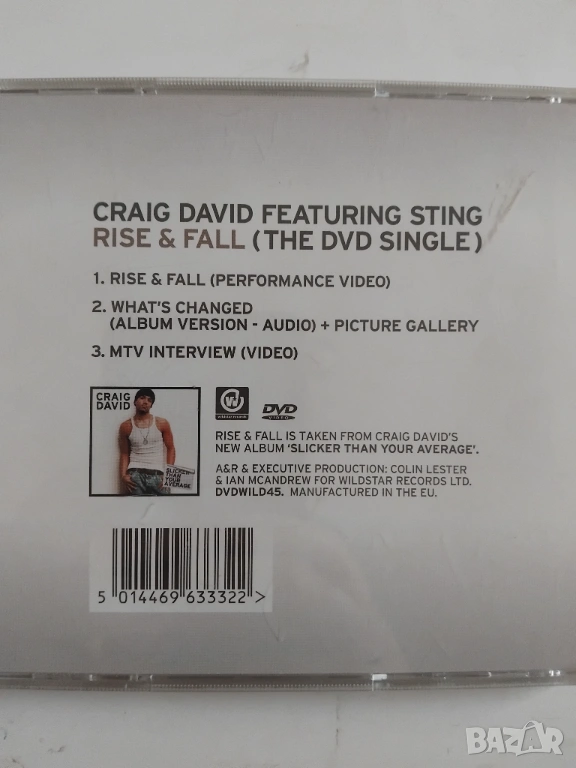 CRAIG DAVID FEATURING STING
RISE & FALL (THE DVD SINGLE)
1. RISE & FALL (PERFORMANCE VIDEO)
2. WHAT'S CHANGED
(ALBUM VERSION - AUDIO) + PICTURE GALLERY
3. MTV INTERVIEW (VIDEO)
CRAIG
DAVID
SLICKER
THAN
YOUR
AVERAGE
DVD
VIDEO
RISE & FALL IS TAKEN FROM CRAIG DAVID'S
NEW ALBUM 'SLICKER THAN YOUR AVERAGE'.
A&R & EXECUTIVE PRODUCTION: COLIN LESTER
& IAN MCANDREW FOR WILDSTAR RECORDS LTD.
DVDWILD45. MANUFACTURED IN THE EU.
5 014469 633322 >
BAZAR